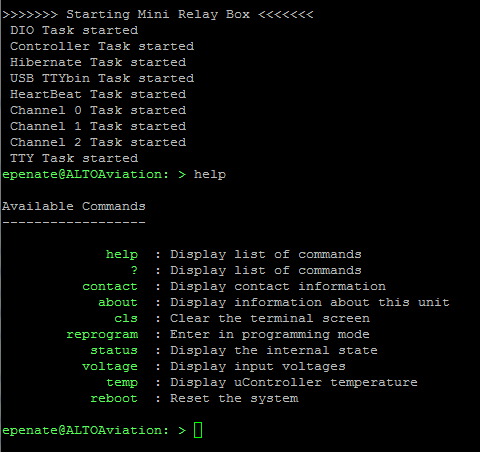 >>>>>>> Starting Mini Relay Box <<<<<<<
DIO Task started
Controller Task started
Hibernate Task started
USB TTYbin Task started
HeartBeat Task started
Channel 0 Task started
Channel 1 Task started
Channel 2 Task started
TTY Task started
epenate@ALTOAviation: > help
Available Commands
------------------
help : Display list of commands
? : Display list of commands
contact : Display contact information
about : Display information about this unit
cls : Clear the terminal screen
reprogram : Enter in programming mode
status : Display the internal state
voltage : Display input voltages
temp : Display uController temperature
reboot : Reset the system
epenate@ALTOAviation: >